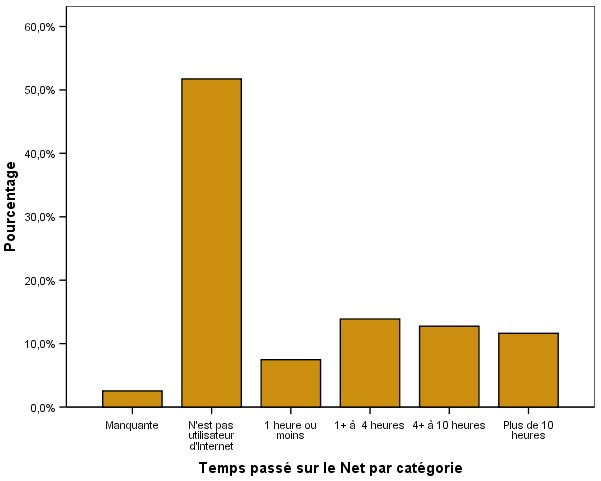 60,0%
50,0%
40,0%
30,0%
20,0%
10,0%
0,0%
Pourcentage
Manquante
N'est pas
utilisateur
d'Internet
1 heure ou
moins
1+ à 4 heures
4+ à 10 heures
Plus de 10
heures
Temps passé sur le Net par catégorie